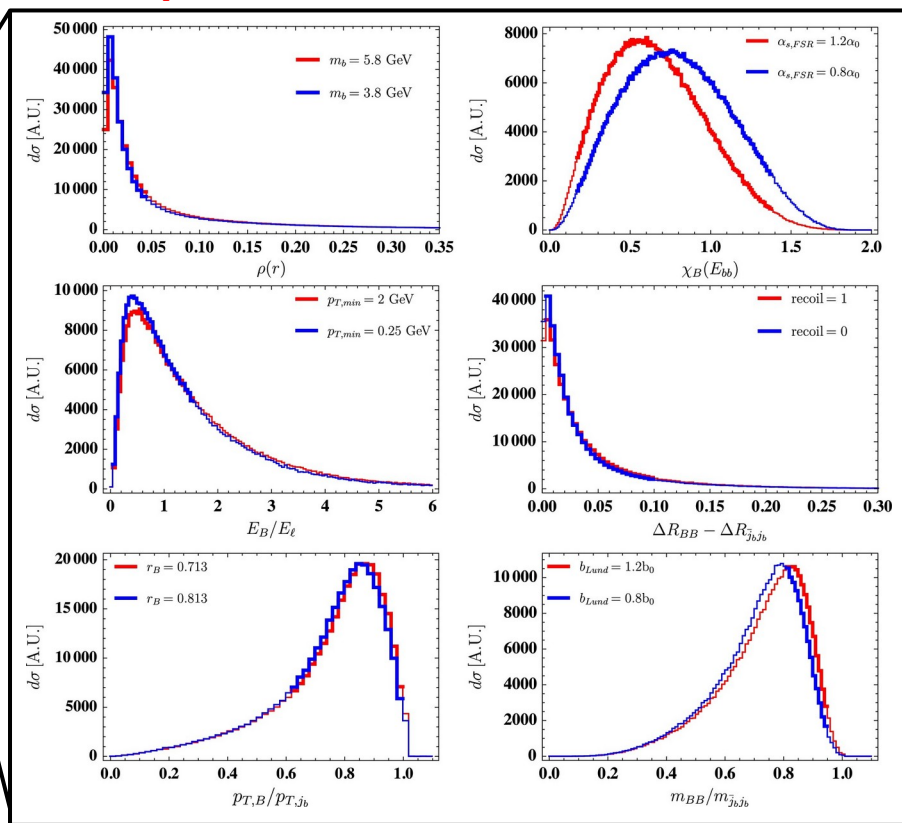 50 000
40 000
30 000
20 000
10 000
0
dσ [A.U.]
m_b = 5.8 GeV
m_b = 3.8 GeV
0.00 0.05 0.10 0.15 0.20 0.25 0.30 0.35
ρ(r)
8000
6000
4000
2000
0
dσ [A.U.]
α_{s,FSR} = 1.2α_0
α_{s,FSR} = 0.8α_0
0.0 0.5 1.0 1.5 2.0
χ_B(E_{bb})
10 000
8000
6000
4000
2000
0
dσ [A.U.]
p_{T,min} = 2 GeV
p_{T,min} = 0.25 GeV
0 1 2 3 4 5 6
E_B/E_ℓ
40 000
30 000
20 000
10 000
0
dσ [A.U.]
recoil = 1
recoil = 0
0.00 0.05 0.10 0.15 0.20 0.25 0.30
ΔR_{BB} − ΔR_{j̄_b j_b}
20 000
15 000
10 000
5000
0
dσ [A.U.]
r_B = 0.713
r_B = 0.813
0.0 0.2 0.4 0.6 0.8 1.0
p_{T,B}/p_{T,j_b}
10 000
8000
6000
4000
2000
0
dσ [A.U.]
b_{Lund} = 1.2b_0
b_{Lund} = 0.8b_0
0.0 0.2 0.4 0.6 0.8 1.0
m_{BB}/m_{j̄_b j_b}